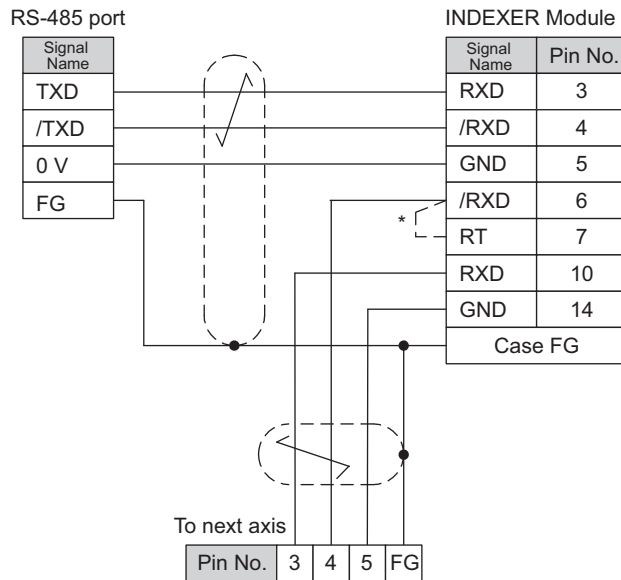 RS-485 port
Signal Name
TXD
/TXD
0 V
FG
INDEXER Module
Signal Name Pin No.
RXD 3
/RXD 4
GND 5
/RXD 6
*
RT 7
RXD 10
GND 14
Case FG
To next axis
Pin No. 3 4 5 FG